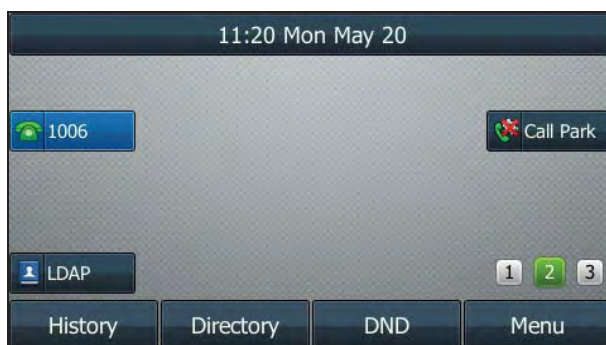 11:20 Mon May 20
1006
Call Park
LDAP
1 2 3
History Directory DND Menu